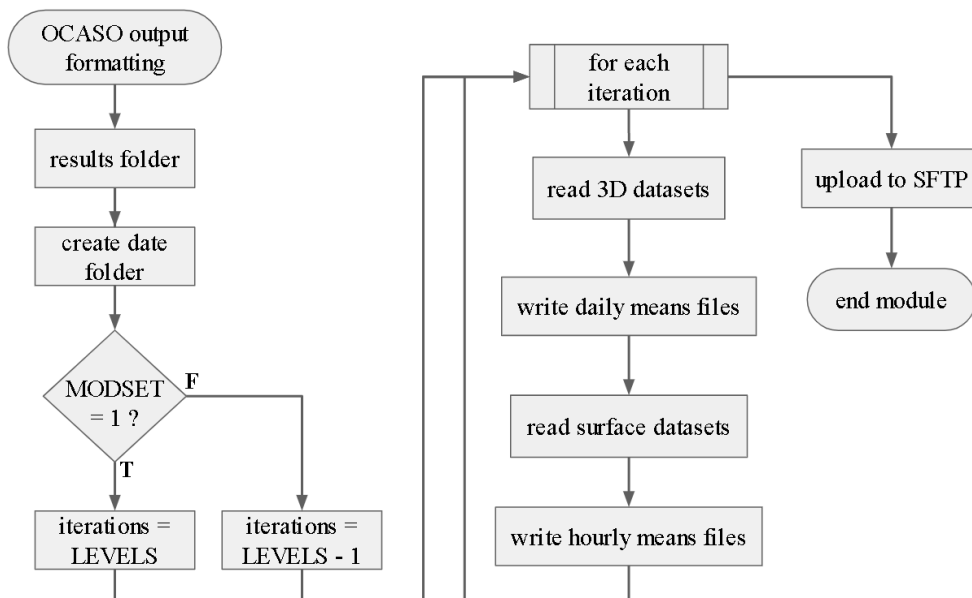 OCASO output
formatting
results folder
create date
folder
MODSET
= 1 ?
F
T
iterations =
LEVELS
iterations =
LEVELS - 1
for each
iteration
read 3D datasets
write daily means files
read surface datasets
write hourly means files
upload to SFTP
end module